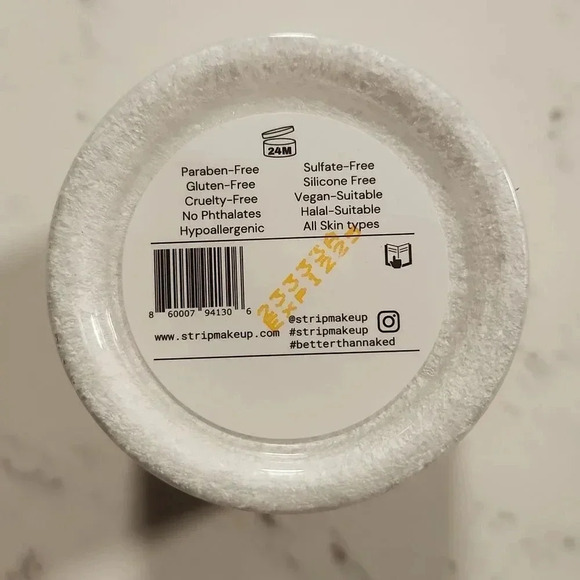 24M
Paraben-Free
Gluten-Free
Cruelty-Free
No Phthalates
Hypoallergenic
Sulfate-Free
Silicone Free
Vegan-Suitable
Halal-Suitable
All Skin types
8 60007 94130 6
www.stripmakeup.com
@stripmakeup
#stripmakeup
#betterthannaked